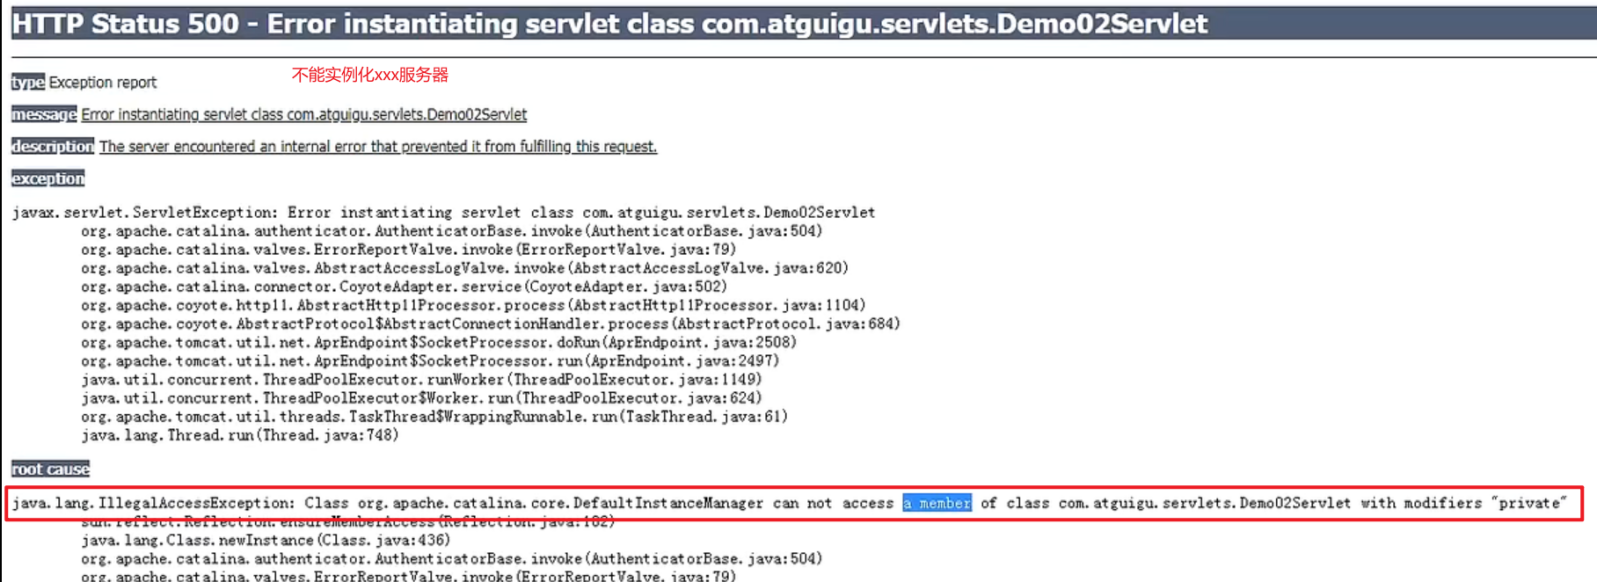 HTTP Status 500 - Error instantiating servlet class com.atguigu.servlets.Demo02Servlet
不能实例化xxx服务器
type Exception report
message Error instantiating servlet class com.atguigu.servlets.Demo02Servlet
description The server encountered an internal error that prevented it from fulfilling this request.
exception
javax.servlet.ServletException: Error instantiating servlet class com.atguigu.servlets.Demo02Servlet
org.apache.catalina.authenticator.AuthenticatorBase.invoke(AuthenticatorBase.java:504)
org.apache.catalina.valves.ErrorReportValve.invoke(ErrorReportValve.java:79)
org.apache.catalina.valves.AbstractAccessLogValve.invoke(AbstractAccessLogValve.java:620)
org.apache.catalina.connector.CoyoteAdapter.service(CoyoteAdapter.java:502)
org.apache.coyote.http11.AbstractHttp11Processor.process(AbstractHttp11Processor.java:1104)
org.apache.coyote.AbstractProtocol$AbstractConnectionHandler.process(AbstractProtocol.java:684)
org.apache.tomcat.util.net.AprEndpoint$SocketProcessor.doRun(AprEndpoint.java:2508)
org.apache.tomcat.util.net.AprEndpoint$SocketProcessor.run(AprEndpoint.java:2497)
java.util.concurrent.ThreadPoolExecutor.runWorker(ThreadPoolExecutor.java:1149)
java.util.concurrent.ThreadPoolExecutor$Worker.run(ThreadPoolExecutor.java:624)
org.apache.tomcat.util.threads.TaskThread$WrappingRunnable.run(TaskThread.java:61)
java.lang.Thread.run(Thread.java:748)
root cause
java.lang.IllegalAccessException: Class org.apache.catalina.core.DefaultInstanceManager can not access a member of class com.atguigu.servlets.Demo02Servlet with modifiers "private"
sun.reflect.Reflection.ensureMemberAccess(Reflection.java:102)
java.lang.Class.newInstance(Class.java:436)
org.apache.catalina.authenticator.AuthenticatorBase.invoke(AuthenticatorBase.java:504)
org.apache.catalina.valves.ErrorReportValve.invoke(ErrorReportValve.java:79)